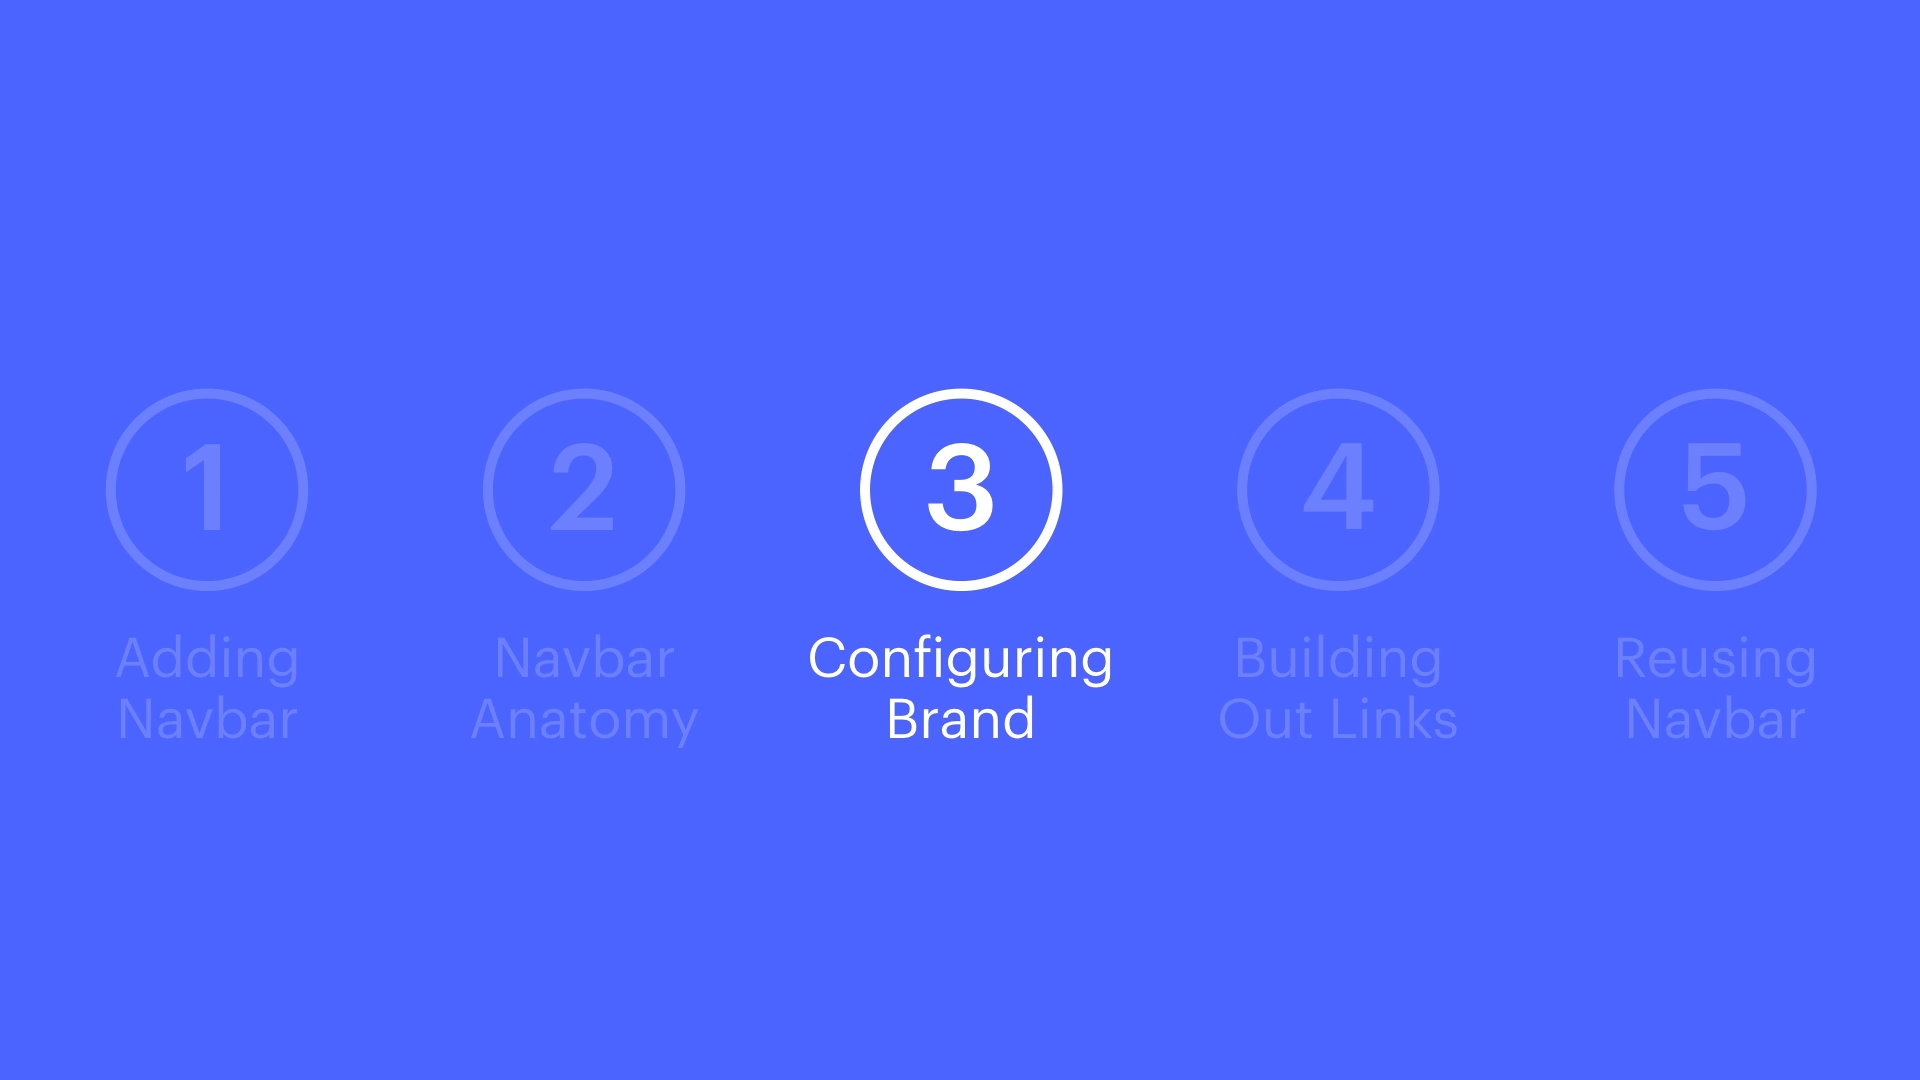 1
Adding
Navbar
2
Navbar
Anatomy
3
Configuring
Brand
4
Building
Out Links
5
Reusing
Navbar